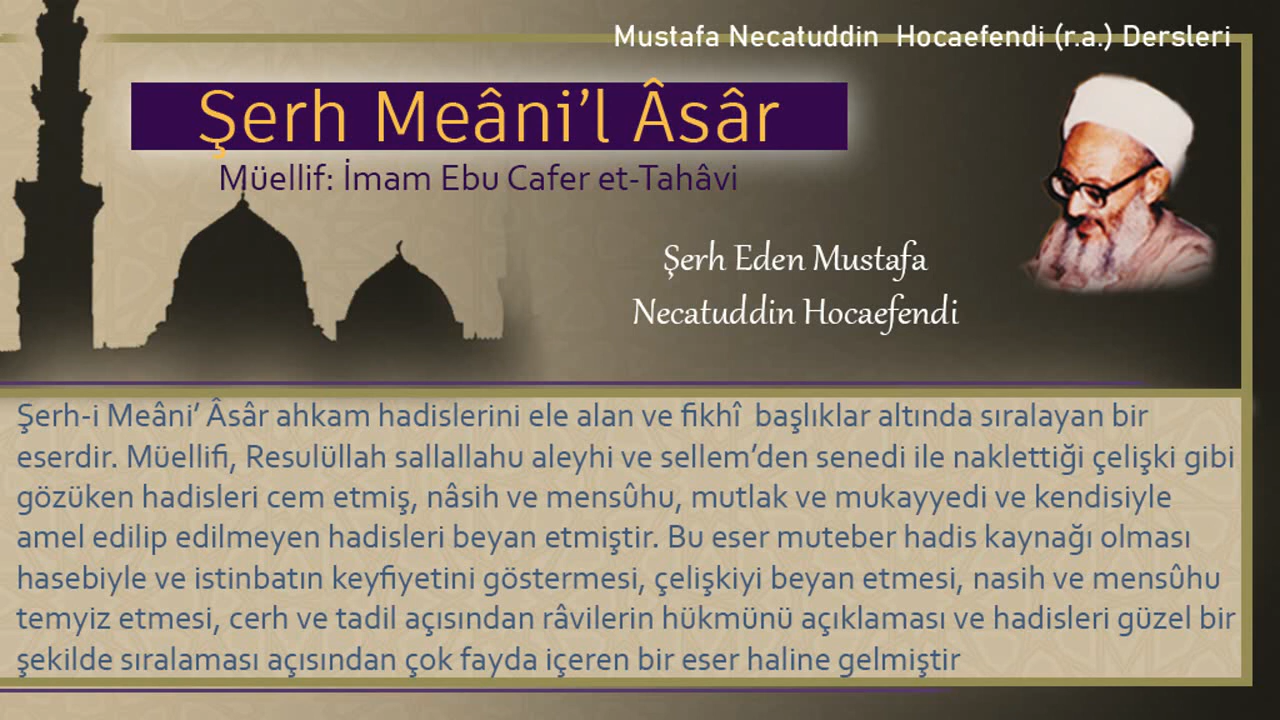 Mustafa Necatuddin Hocaefendi (r.a.) Dersleri
Şerh Meâni’l Âsâr
Müellif: İmam Ebu Cafer et-Tahâvi
Şerh Eden Mustafa
Necatuddin Hocaefendi
Şerh-i Meâni’ Âsâr ahkam hadislerini ele alan ve fikhî başlıklar altında sıralayan bir
eserdir. Müellifi, Resulüllah sallallahu aleyhi ve sellem’den senedi ile naklettiği çelişki gibi
gözüken hadisleri cem etmiş, nâsih ve mensûhu, mutlak ve mukayyedi ve kendisiyle
amel edilip edilmeyen hadisleri beyan etmiştir. Bu eser muteber hadis kaynağı olması
hasebiyle ve istinbatın keyfiyetini göstermesi, çelişkiyi beyan etmesi, nasih ve mensûhu
temyiz etmesi, cerh ve tadil açısından râvilerin hükmünü açıklaması ve hadisleri güzel bir
şekilde sıralaması açısından çok fayda içeren bir eser haline gelmiştir